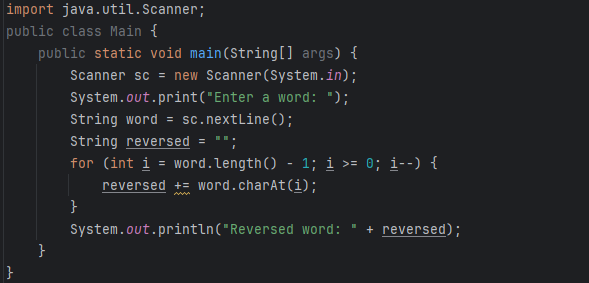 import java.util.Scanner;
public class Main {
    public static void main(String[] args) {
        Scanner sc = new Scanner(System.in);
        System.out.print("Enter a word: ");
        String word = sc.nextLine();
        String reversed = "";
        for (int i = word.length() - 1; i >= 0; i--) {
            reversed += word.charAt(i);
        }
        System.out.println("Reversed word: " + reversed);
    }
}